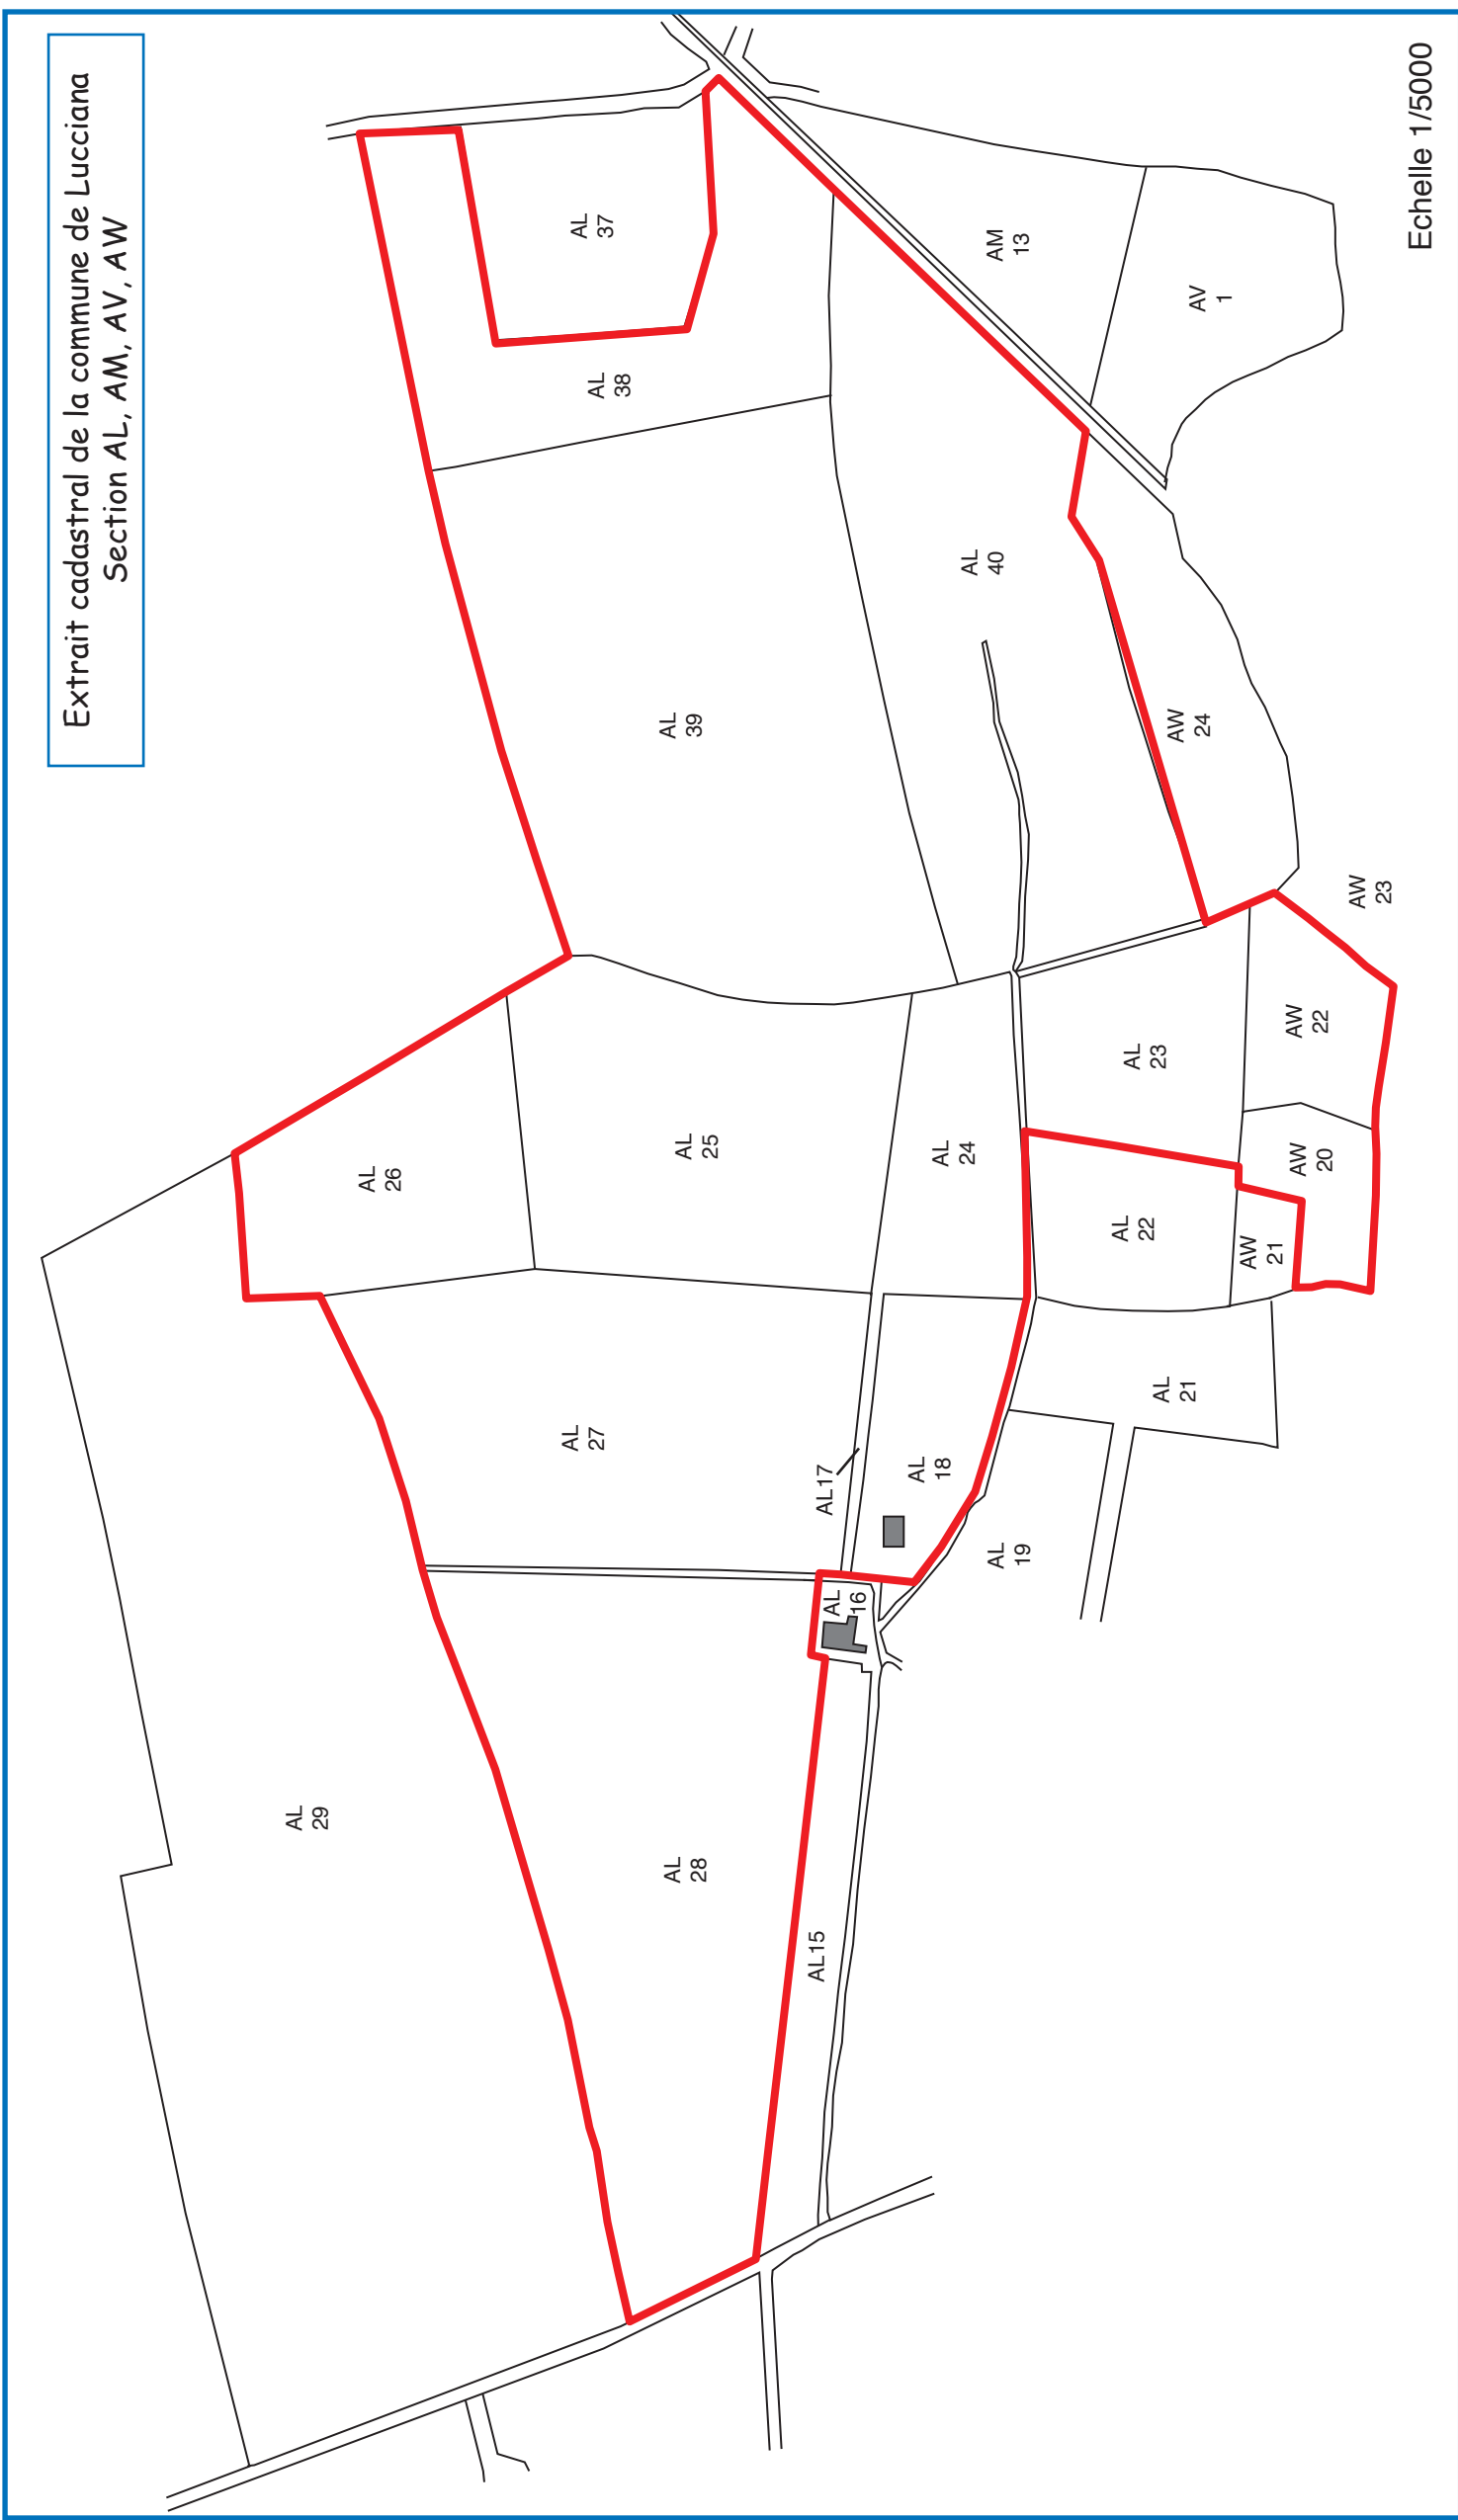 Extrait cadastral de la commune de Lucciana
Section AL, AM, AV, AW
AL
29
AL
26
AL
27
AL
28
AL
37
AL
38
AL
39
AL
25
AL17
AL
16
AL15
AL
18
AL
24
AL
40
AM
13
AL
19
AL
22
AL
23
AL
21
AW
24
AV
1
AW
21
AW
20
AW
22
AW
23
Echelle 1/5000